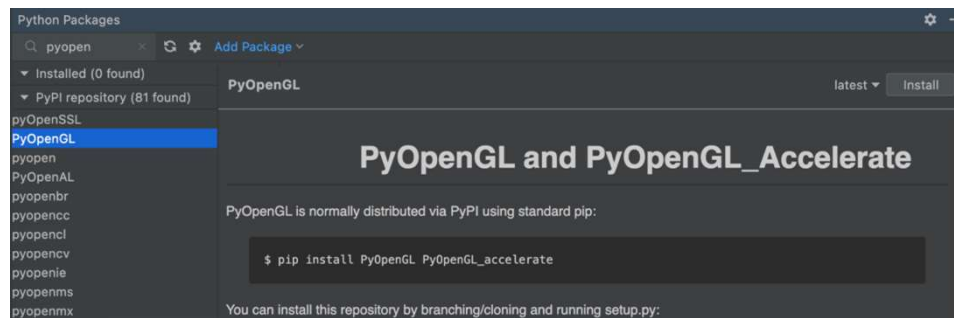 Python Packages
pyopen
Add Package
Installed (0 found)
PyPI repository (81 found)
pyOpenSSL
PyOpenGL
pyopen
PyOpenAL
pyopenbr
pyopencc
pyopencl
pyopencv
pyopenie
pyopenms
pyopenmx
PyOpenGL
latest
Install
PyOpenGL and PyOpenGL_Accelerate
PyOpenGL is normally distributed via PyPI using standard pip:
$ pip install PyOpenGL PyOpenGL_accelerate
You can install this repository by branching/cloning and running setup.py: